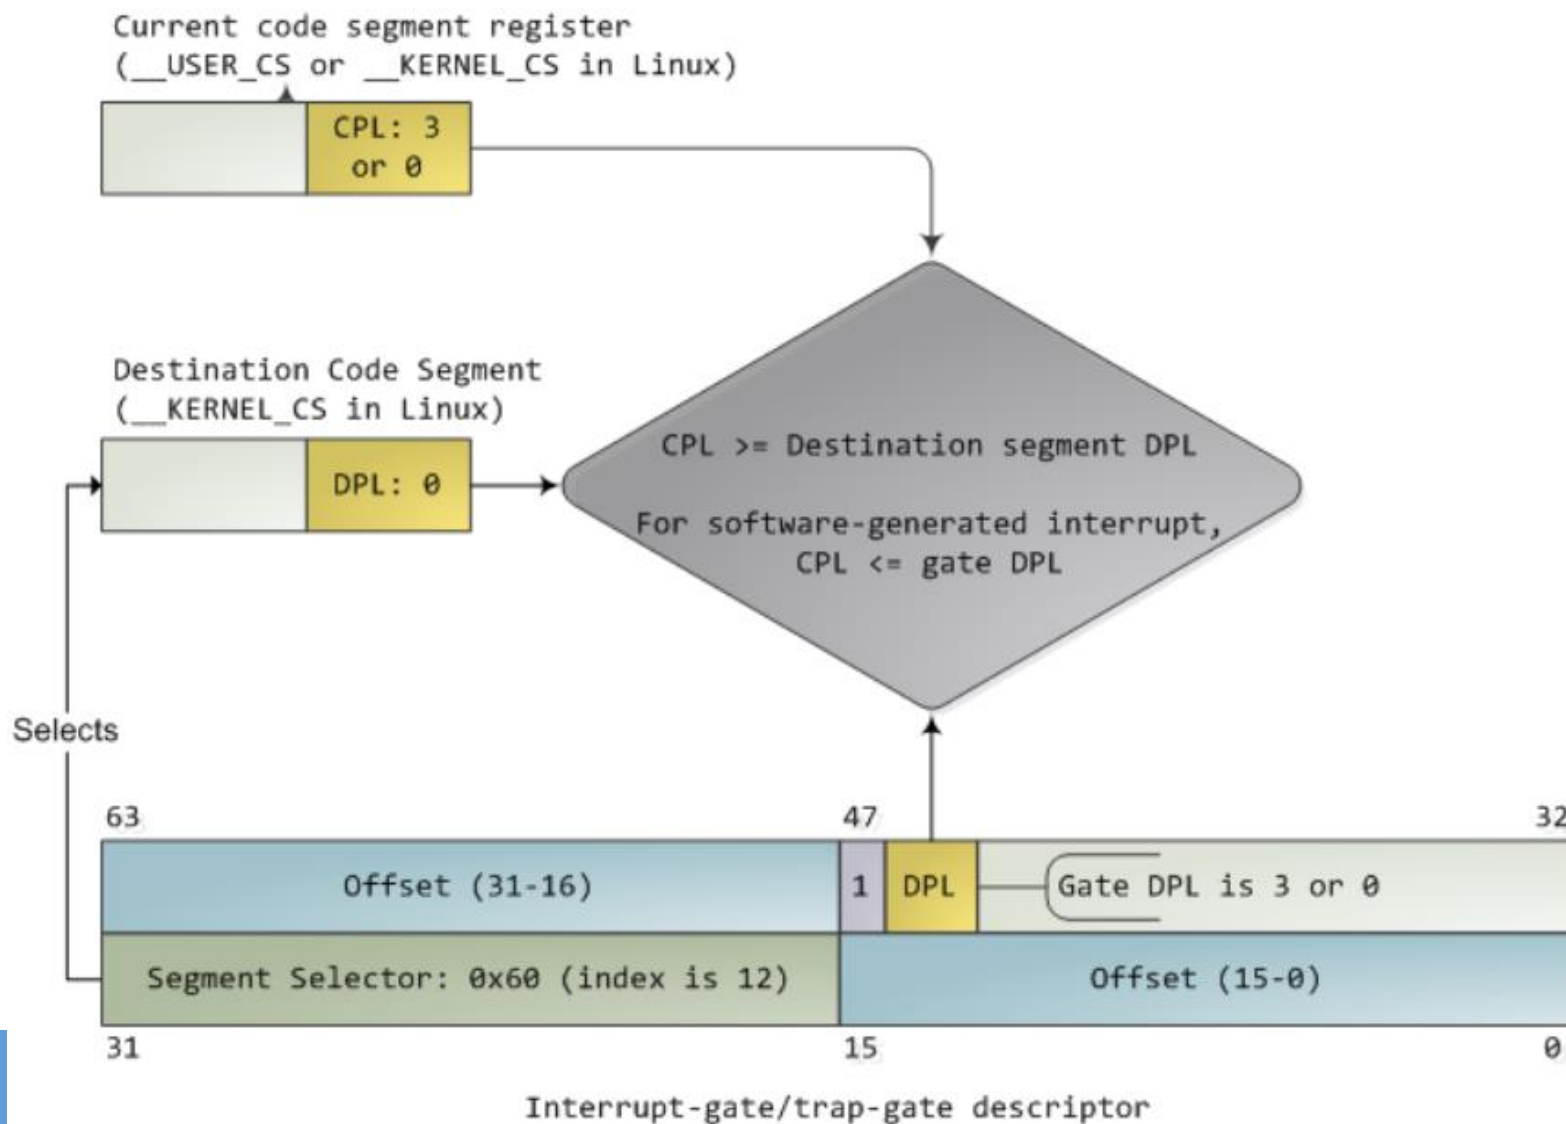 Current code segment register
(__USER_CS or __KERNEL_CS in Linux)
CPL: 3
or 0
Destination Code Segment
(__KERNEL_CS in Linux)
DPL: 0
CPL >= Destination segment DPL
For software-generated interrupt,
CPL <= gate DPL
Selects
63
47
32
Offset (31-16)
1
DPL
Gate DPL is 3 or 0
Segment Selector: 0x60 (index is 12)
Offset (15-0)
31
15
0
Interrupt-gate/trap-gate descriptor